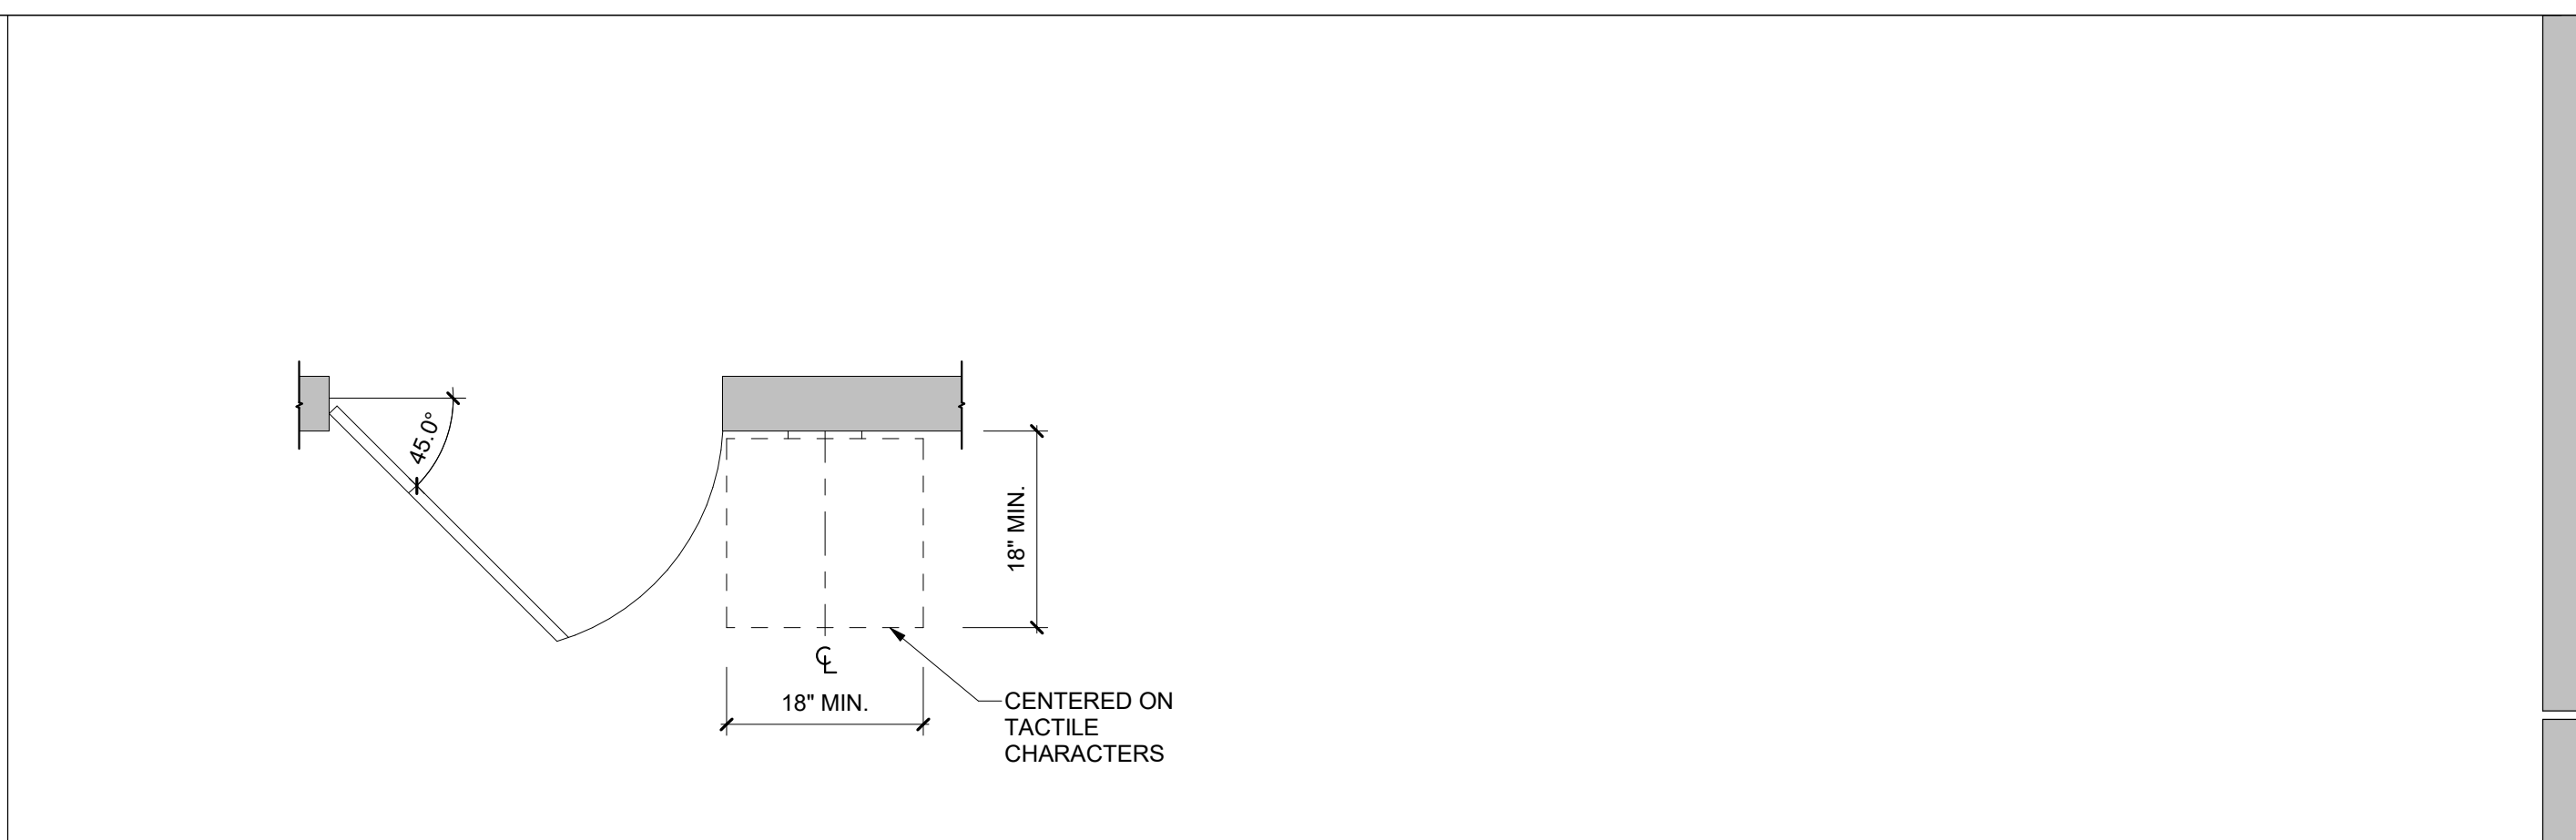 45.0°
18" MIN.
℄
18" MIN.
CENTERED ON
TACTILE
CHARACTERS